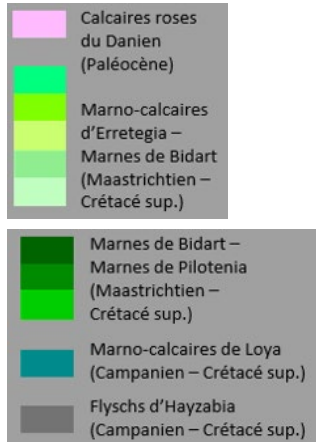 Calcaires roses
du Danien
(Paléocène)
Marno-calcaires
d'Erretegia –
Marnes de Bidart
(Maastrichtien –
Crétacé sup.)
Marnes de Bidart –
Marnes de Pilotenia
(Maastrichtien –
Crétacé sup.)
Marno-calcaires de Loya
(Campanien – Crétacé sup.)
Flyschs d'Hayzabia
(Campanien – Crétacé sup.)